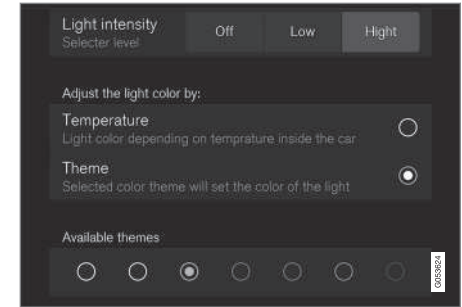 Light intensity
Selecter level
Off
Low
Hight
Adjust the light color by:
Temperature
Light color depending on temprature inside the car
Theme
Selected color theme will set the color of the light
Available themes
G053624